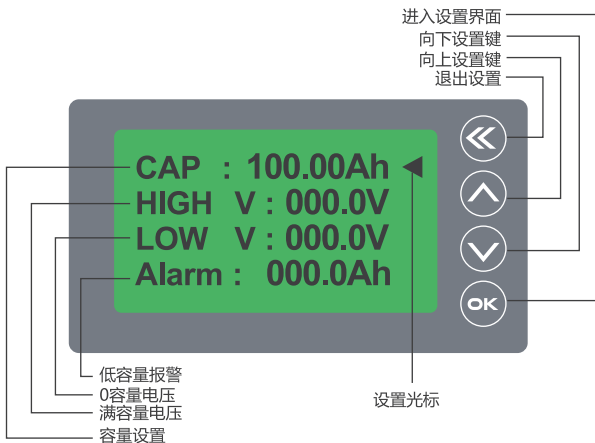 进入设置界面
向下设置键
向上设置键
退出设置
CAP : 100.00Ah
HIGH V : 000.0V
LOW V : 000.0V
Alarm : 000.0Ah
OK
低容量报警
0容量电压
满容量电压
容量设置
设置光标